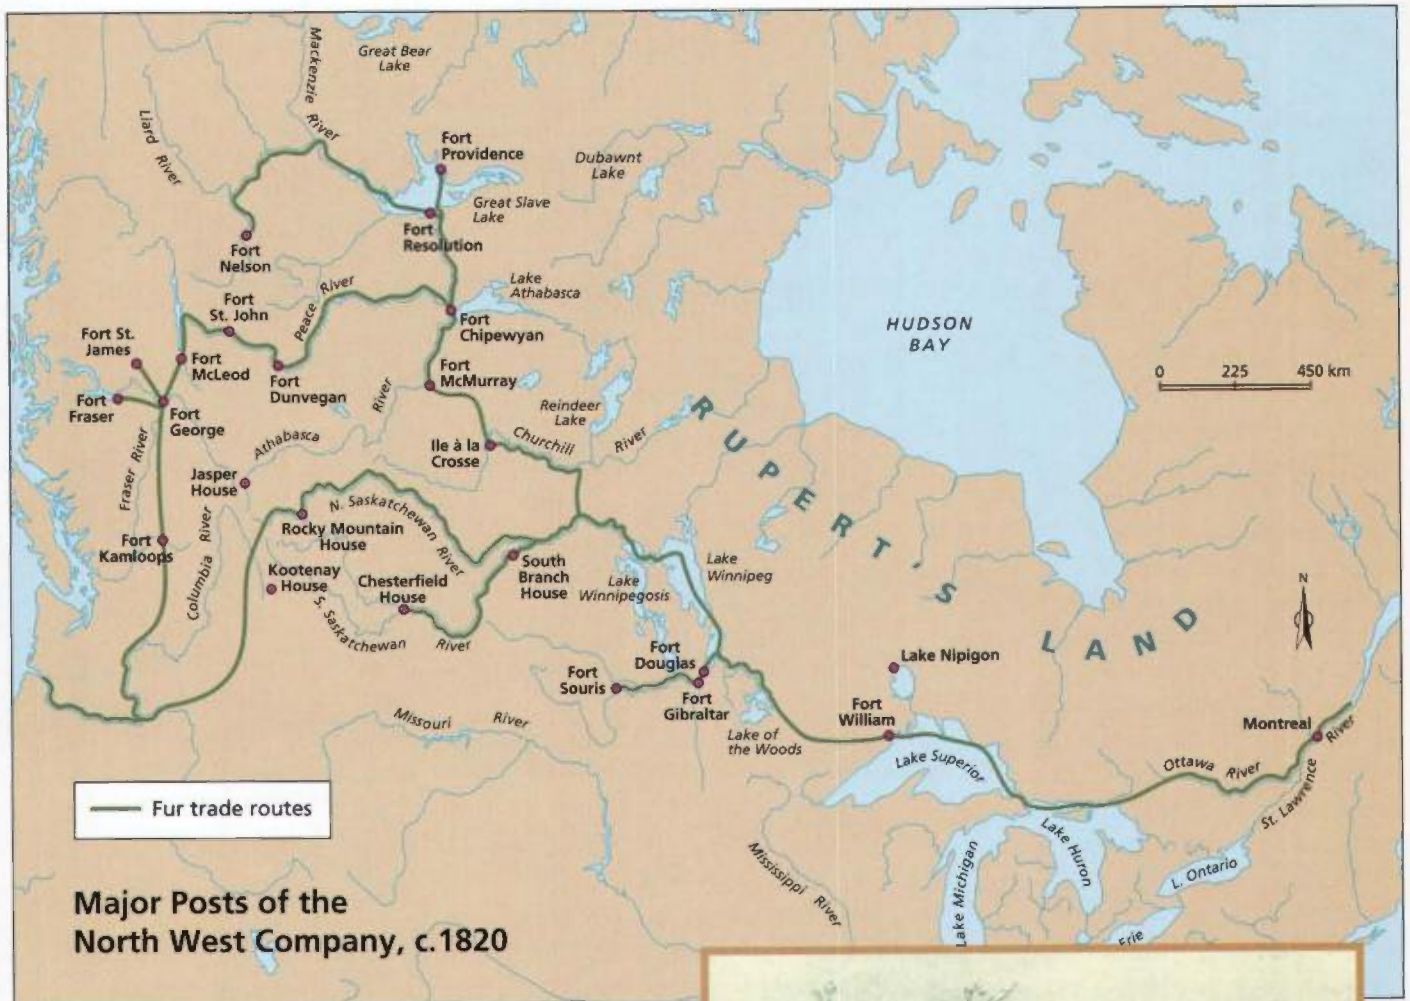 Mackenzie River
Great Bear
Lake
Liard River
Fort
Providence
Dubawnt
Lake
Great Slave
Lake
Fort
Resolution
Fort
Nelson
Lake
Athabasca
Peace River
Fort
St. John
Fort
Chipewyan
HUDSON
BAY
Fort St.
James
Fort
McLeod
Fort
Dunvegan
Fort
McMurray
0 225 450 km
Fort
Fraser
Fort
George
Athabasca River
Reindeer
Lake
Churchill River
Ile à la
Crosse
RUPERT'S LAND
Fraser River
Jasper
House
N. Saskatchewan River
Rocky Mountain
House
Fort
Kamloops
Columbia River
Kootenay
House
Chesterfield
House
South
Branch
House
Lake
Winnipegosis
Lake
Winnipeg
N
S. Saskatchewan River
Fort
Douglas
Lake Nipigon
Fort
Souris
Fort
Gibraltar
Fort
William
Missouri River
Lake of
the Woods
Montreal
Lake Superior
Ottawa River
St. Lawrence River
Fur trade routes
Lake Huron
Mississippi River
Lake Michigan
L. Ontario
Erie
Major Posts of the
North West Company, c.1820